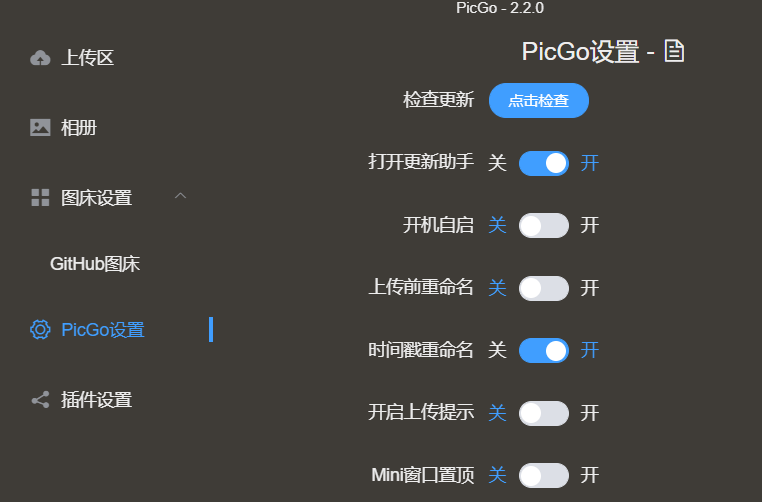 PicGo - 2.2.0
上传区
相册
图床设置
GitHub图床
PicGo设置
插件设置
PicGo设置 -
检查更新 点击检查
打开更新助手 关 开
开机自启 关 开
上传前重命名 关 开
时间戳重命名 关 开
开启上传提示 关 开
Mini窗口置顶 关 开